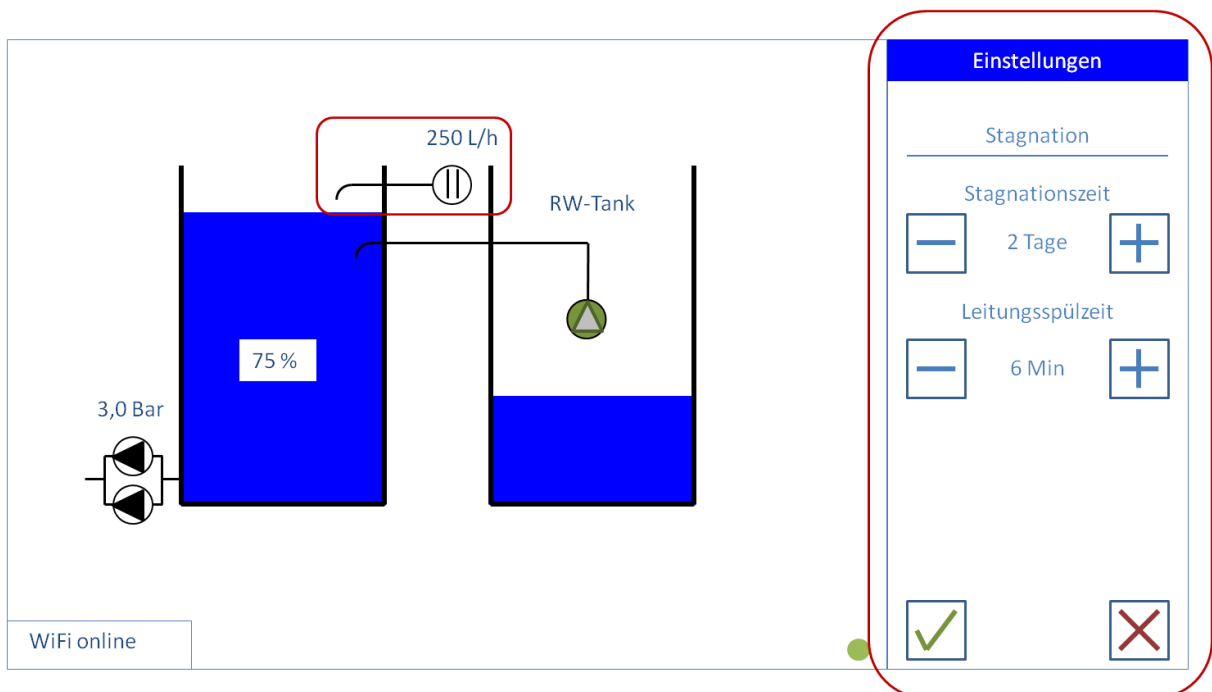 Einstellungen
250 L/h
RW-Tank
75 %
3,0 Bar
WiFi online
Stagnation
Stagnationszeit
2 Tage
Leitungsspülzeit
6 Min